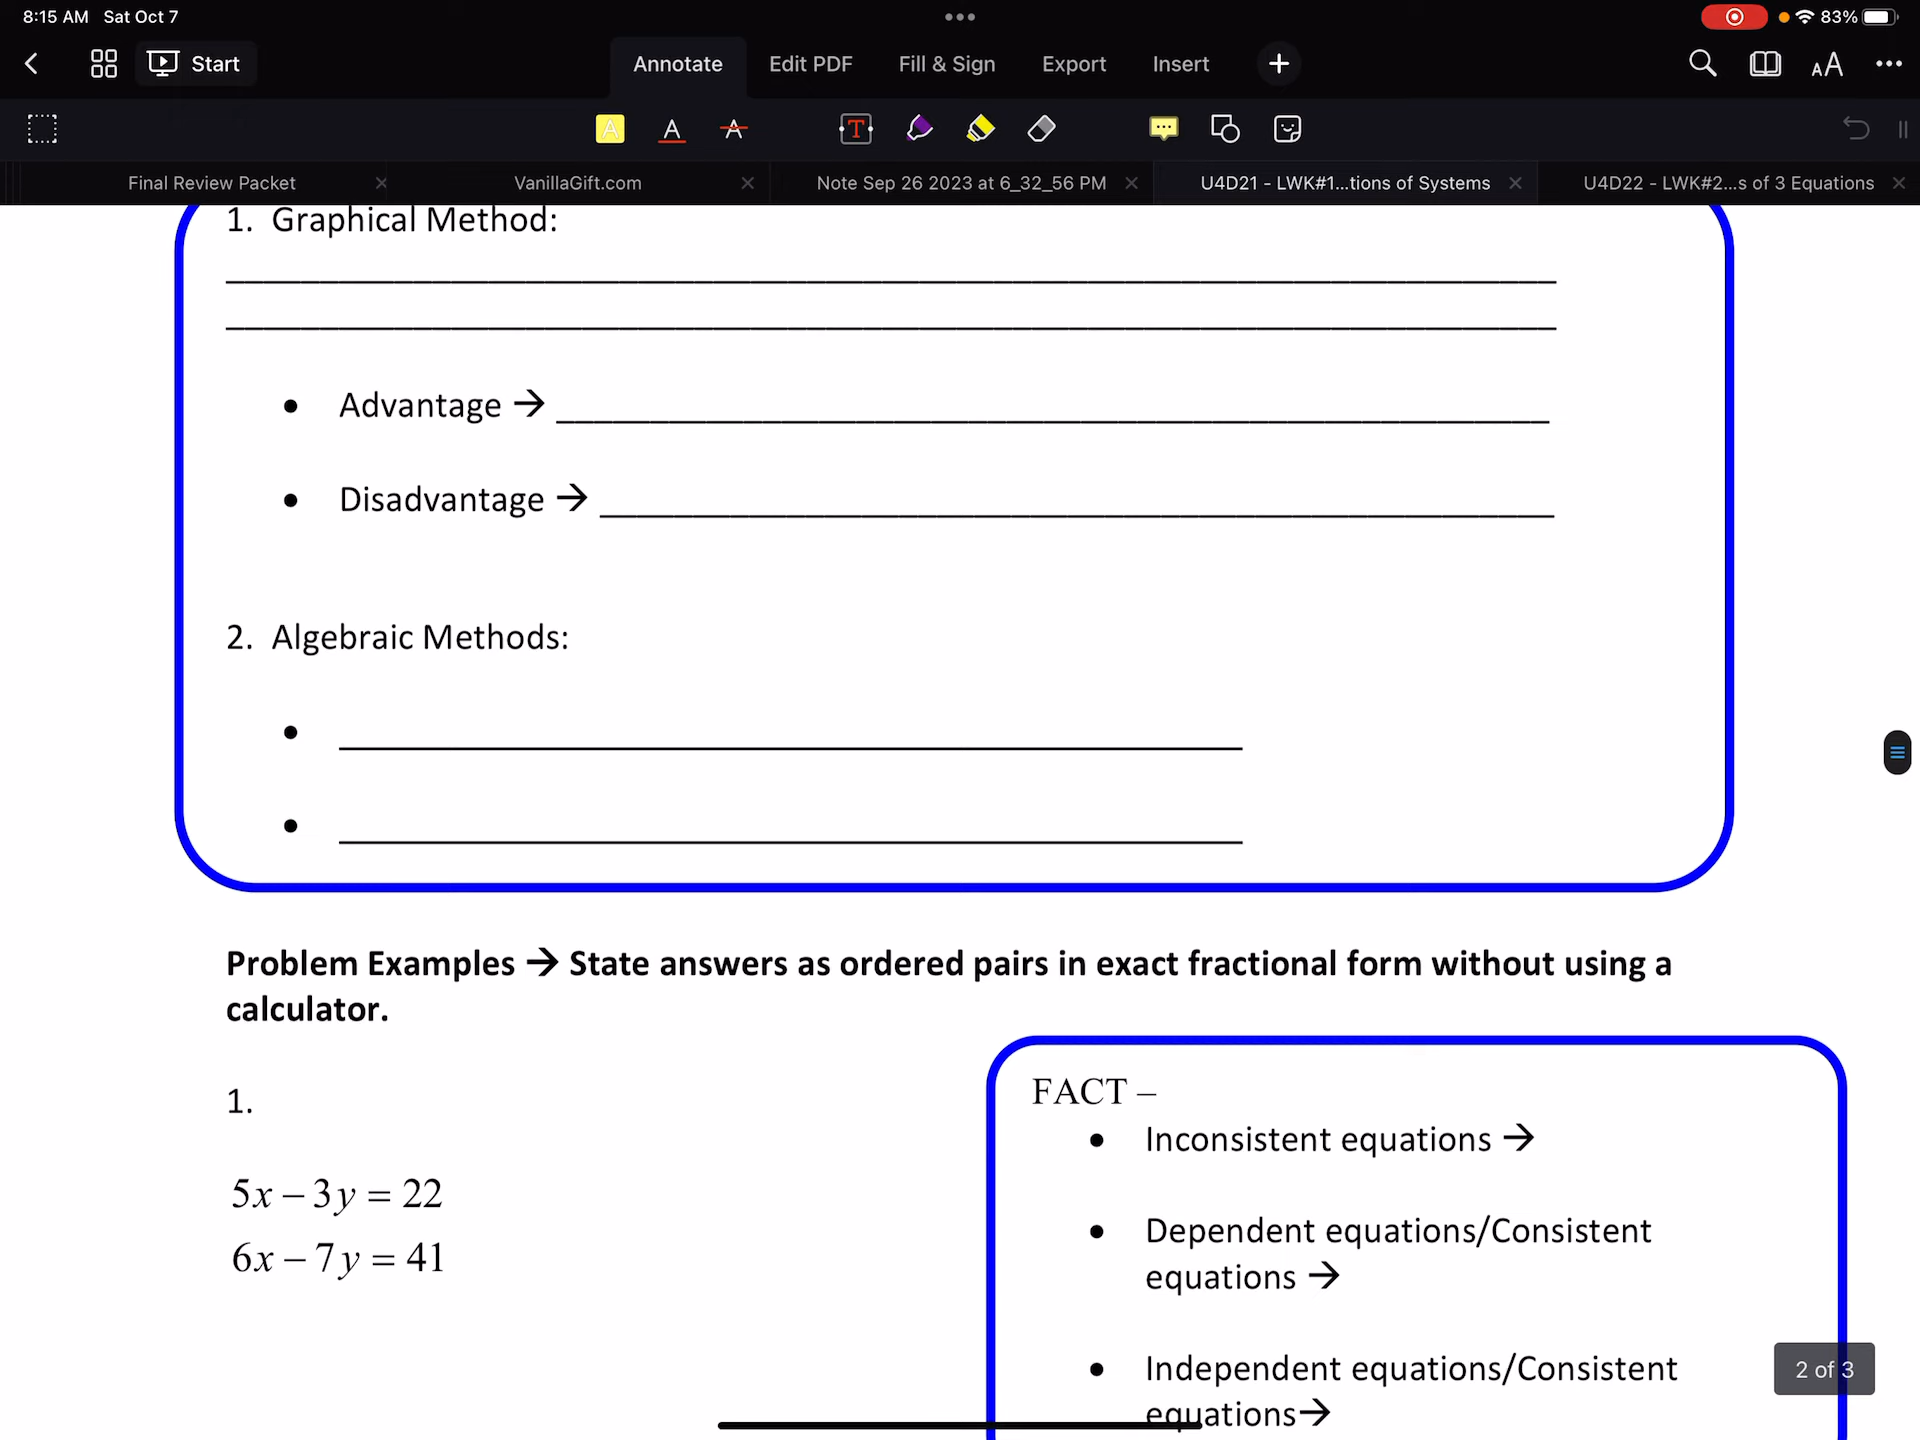 8:15 AM Sat Oct 7
83%
Start
Annotate
Edit PDF
Fill & Sign
Export
Insert
Final Review Packet
VanillaGift.com
Note Sep 26 2023 at 6_32_56 PM
U4D21 - LWK#1...tions of Systems
U4D22 - LWK#2...s of 3 Equations
1. Graphical Method:
• Advantage →
• Disadvantage →
2. Algebraic Methods:
Problem Examples → State answers as ordered pairs in exact fractional form without using a
calculator.
1.
5x – 3y = 22
6x – 7y = 41
FACT –
• Inconsistent equations →
• Dependent equations/Consistent
equations →
• Independent equations/Consistent
equations→
2 of 3